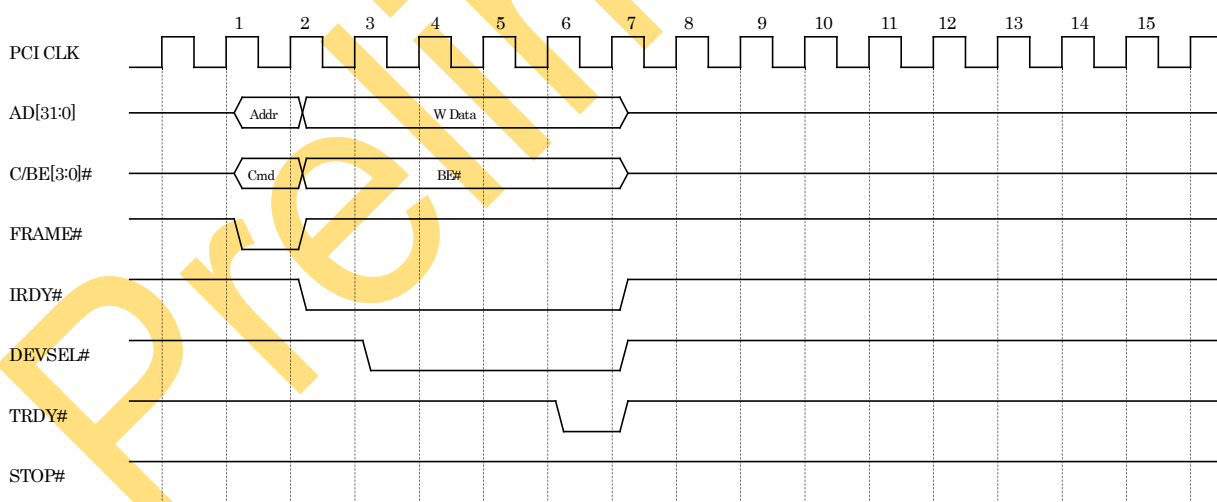 1 2 3 4 5 6 7 8 9 10 11 12 13 14 15
PCI CLK
AD[31:0] Addr W Data
C/BE[3:0]# Cmd BE#
FRAME#
IRDY#
DEVSEL#
TRDY#
STOP#
Prelin